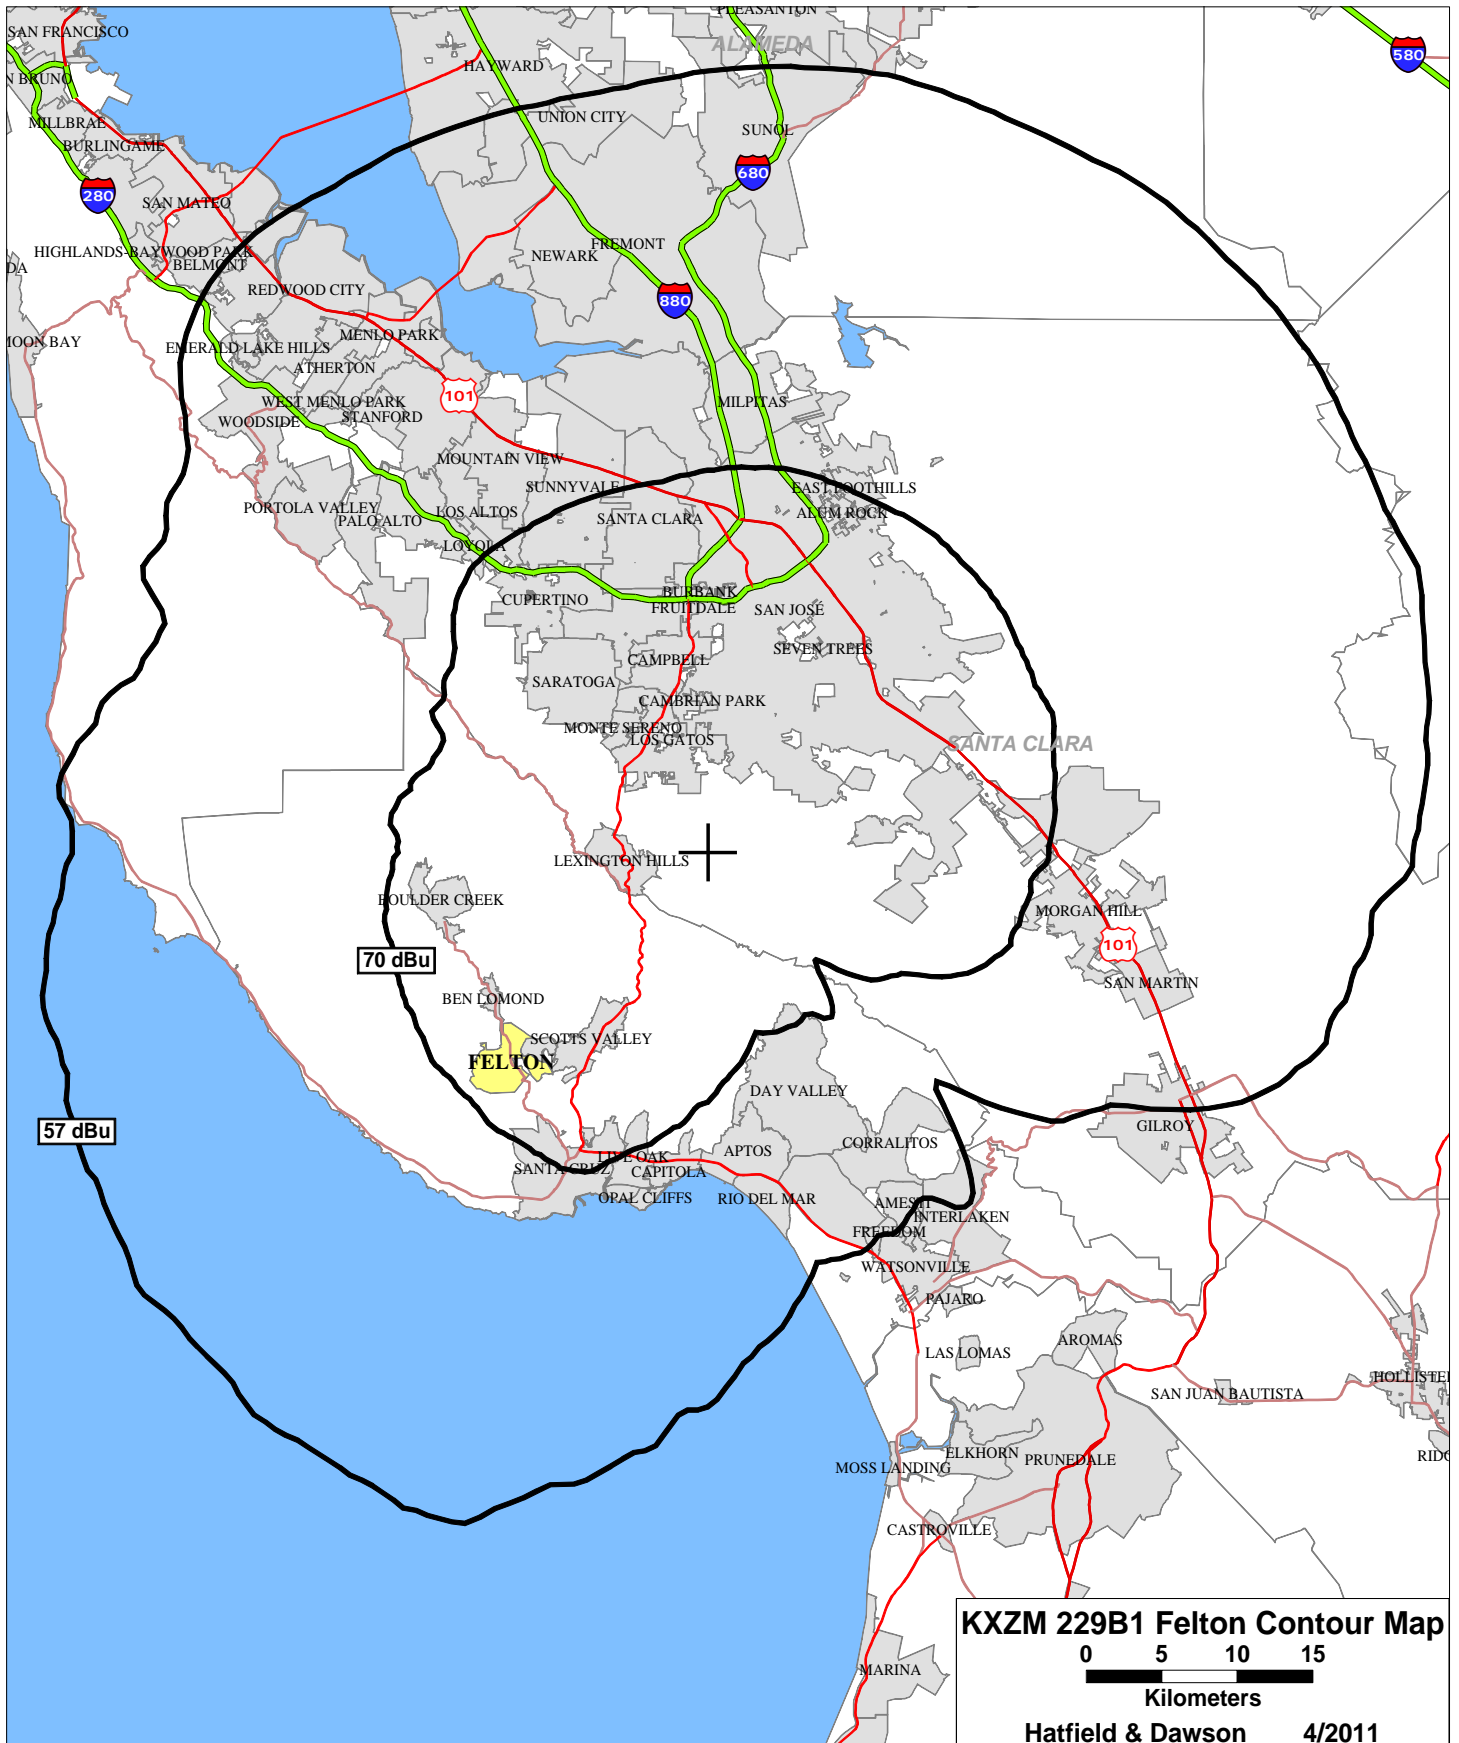 PLEASANTON
SAN FRANCISCO
ALAMEDA
580
HAYWARD
N BRUNO
UNION CITY
MILLBRAE
SUNOL
BURLINGAME
680
280
SAN MATEO
FREMONT
HIGHLANDS-BAYWOOD PARK
NEWARK
BELMONT
DA
REDWOOD CITY
880
MENLO PARK
MOON BAY
EMERALD LAKE HILLS
ATHERTON
101
WEST MENLO PARK
MILPITAS
STANFORD
WOODSIDE
MOUNTAIN VIEW
SUNNYVALE
EAST FOOTHILLS
PORTOLA VALLEY
LOS ALTOS
ALUM ROCK
PALO ALTO
SANTA CLARA
LOYOLA
BURBANK
CUPERTINO
FRUITDALE
SAN JOSÉ
SEVEN TREES
CAMPBELL
SARATOGA
CAMBRIAN PARK
MONTE SERENO
LOS GATOS
SANTA CLARA
LEXINGTON HILLS
BOULDER CREEK
MORGAN HILL
101
70 dBu
SAN MARTIN
BEN LOMOND
SCOTTS VALLEY
FELTON
DAY VALLEY
57 dBu
GILROY
CORRALITOS
APTOS
LIVE OAK
SANTA CRUZ
CAPITOLA
OPAL CLIFFS
RIO DEL MAR
AMESTI
INTERLAKEN
FREEDOM
WATSONVILLE
PAJARO
AROMAS
LAS LOMAS
HOLLISTER
SAN JUAN BAUTISTA
ELKHORN
RIDG
PRUNEDALE
MOSS LANDING
CASTROVILLE
MARINA
KXZM 229B1 Felton Contour Map
0 5 10 15
Kilometers
Hatfield & Dawson 4/2011